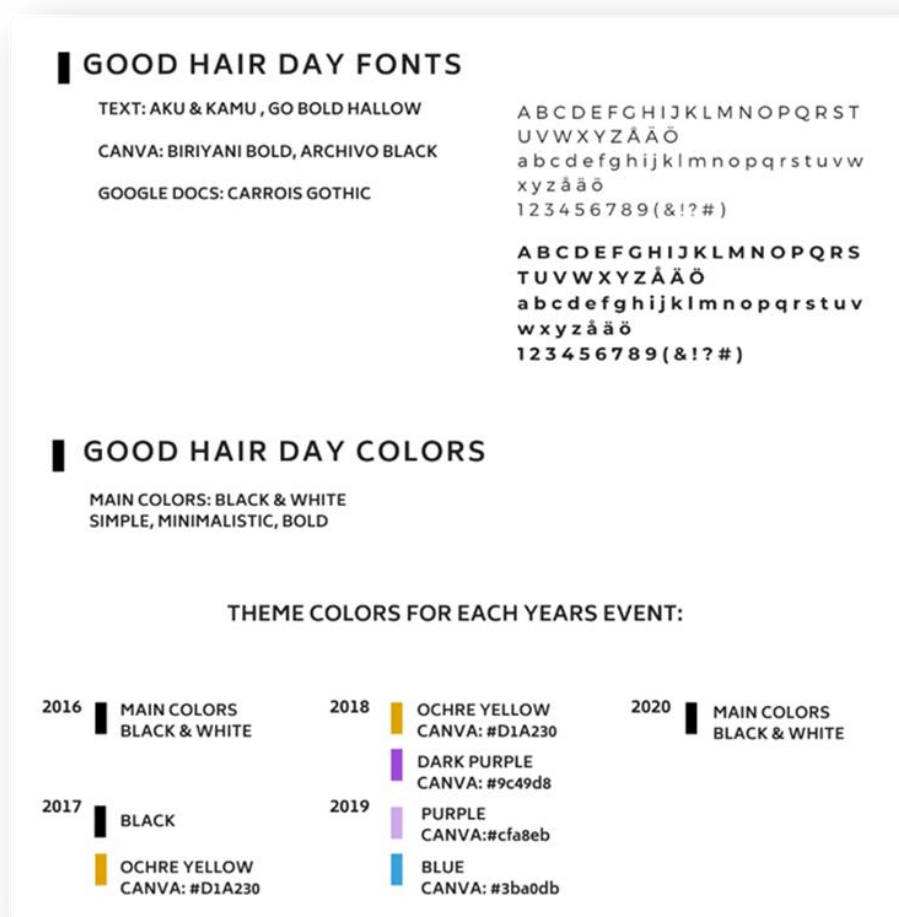 GOOD HAIR DAY FONTS
TEXT: AKU & KAMU , GO BOLD HALLOW
CANVA: BIRIYANI BOLD, ARCHIVO BLACK
GOOGLE DOCS: CARROIS GOTHIC
ABCDEFGHIJKLMNOPQRST
UVWXYZÅÄÖ
abcdefghijklmnopqrstuvw
xyzåäö
123456789(&!?#)
ABCDEFGHIJKLMNOPQRS
TUVWXYZÅÄÖ
abcdefghijklmnopqrstuv
wxyzåäö
123456789(&!?#)
GOOD HAIR DAY COLORS
MAIN COLORS: BLACK & WHITE
SIMPLE, MINIMALISTIC, BOLD
THEME COLORS FOR EACH YEARS EVENT:
2016
MAIN COLORS
BLACK & WHITE
2017
BLACK
OCHRE YELLOW
CANVA: #D1A230
2018
OCHRE YELLOW
CANVA: #D1A230
DARK PURPLE
CANVA: #9c49d8
2019
PURPLE
CANVA:#cfa8eb
BLUE
CANVA: #3ba0db
2020
MAIN COLORS
BLACK & WHITE